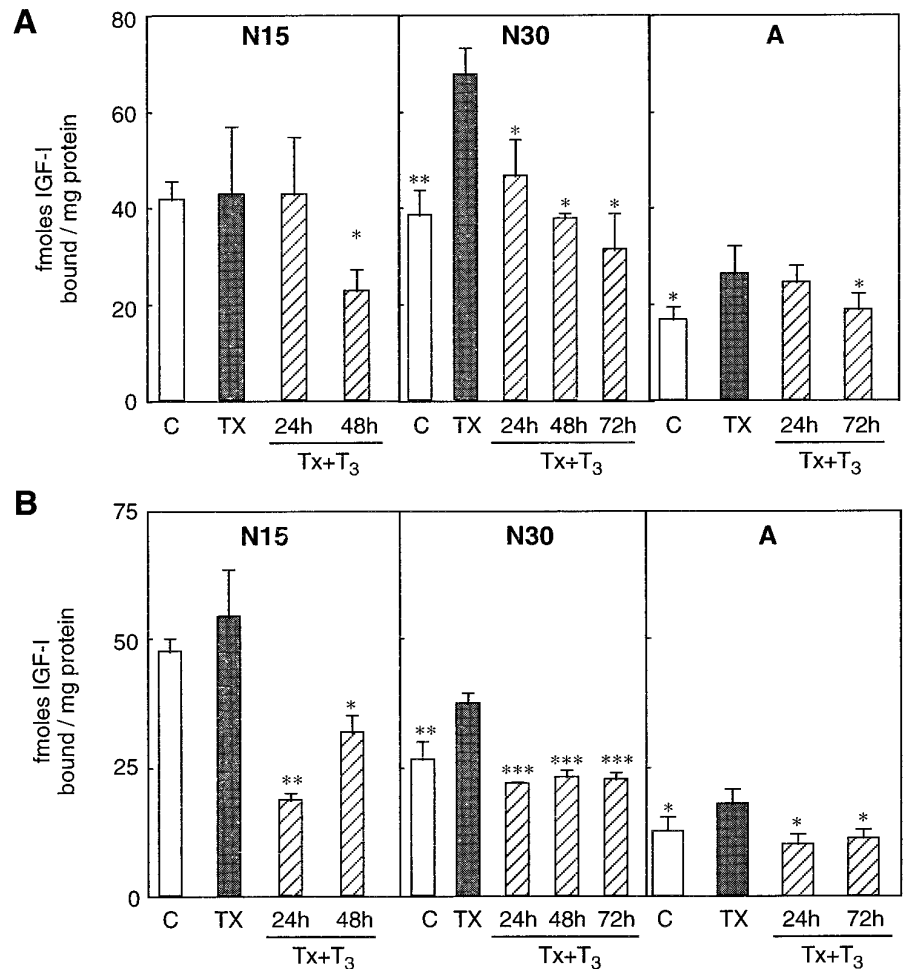 A
80
60
40
20
0
fmoles IGF-I
bound / mg protein
N15
N30
A
*
**
*
*
*
*
*
C TX 24h 48h C TX 24h 48h 72h C TX 24h 72h
Tx+T3 Tx+T3 Tx+T3
B
75
50
25
0
fmoles IGF-I
bound / mg protein
N15
N30
A
**
*
**
***
***
***
*
*
*
C TX 24h 48h C TX 24h 48h 72h C TX 24h 72h
Tx+T3 Tx+T3 Tx+T3